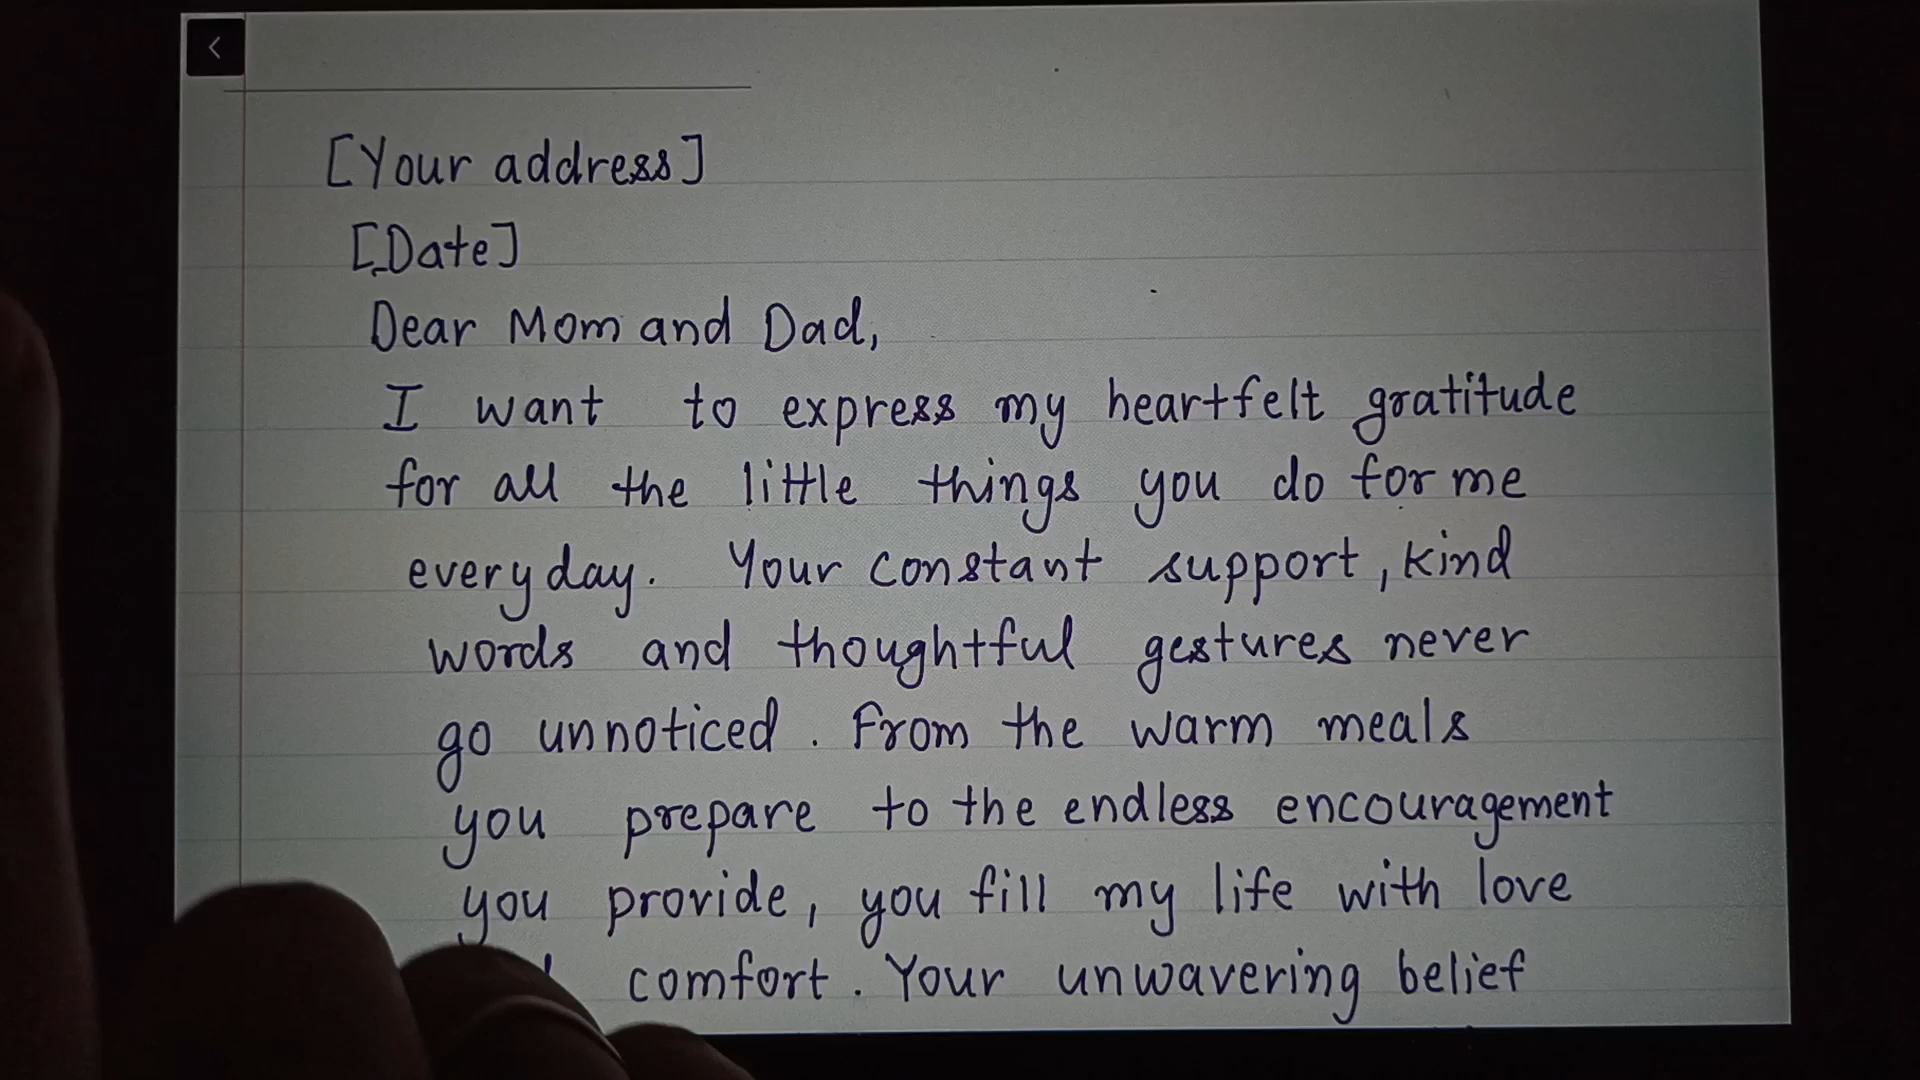 [Your address]
[Date]
Dear Mom and Dad,
I want to express my heartfelt gratitude
for all the little things you do for me
everyday. Your constant support, kind
words and thoughtful gestures never
go unnoticed. From the warm meals
you prepare to the endless encouragement
you provide, you fill my life with love
comfort. Your unwavering belief